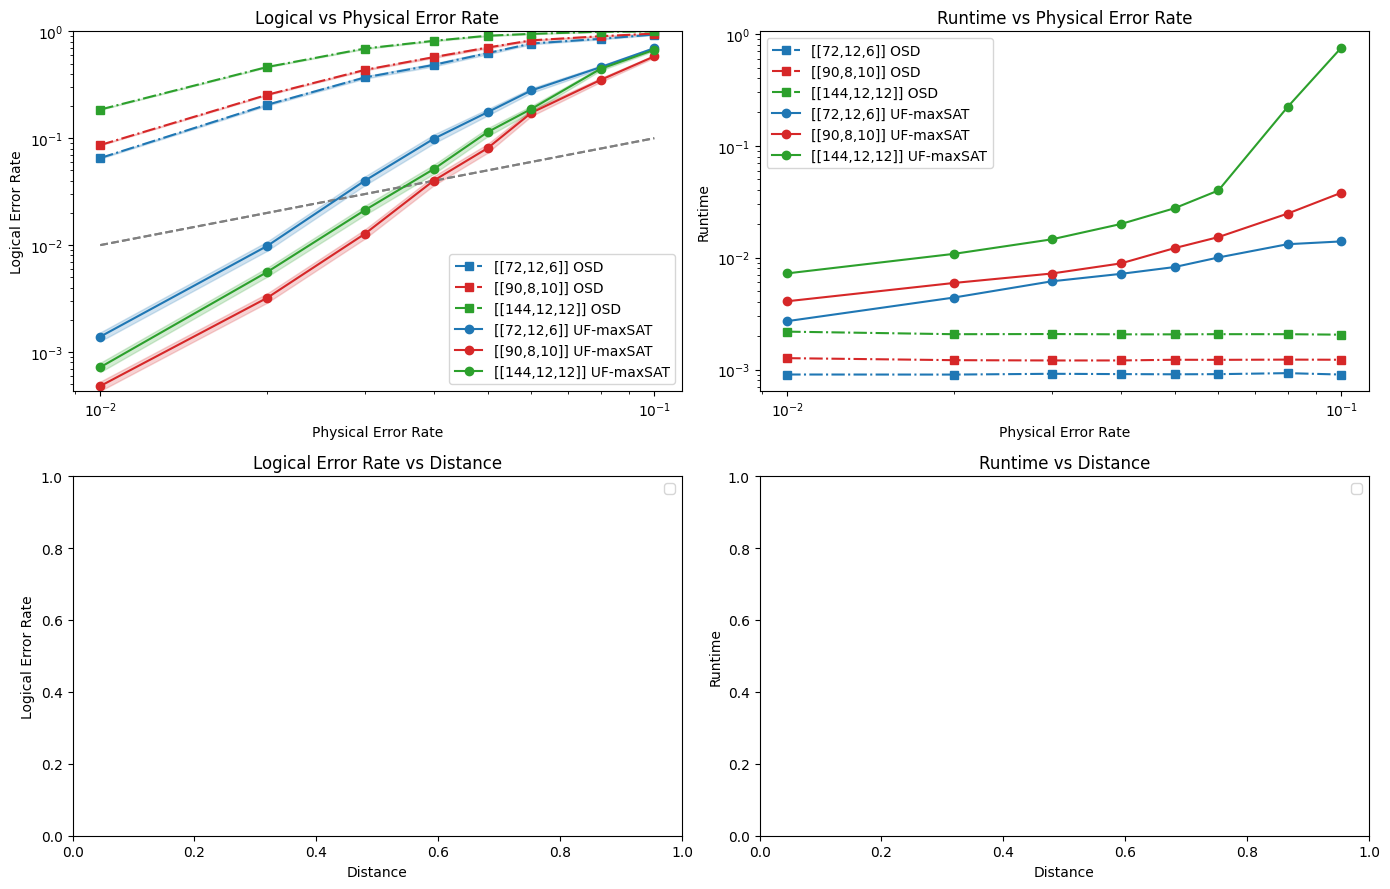 Logical vs Physical Error Rate
Logical Error Rate
10⁰
10⁻¹
10⁻²
10⁻³
[[72,12,6]] OSD
[[90,8,10]] OSD
[[144,12,12]] OSD
[[72,12,6]] UF-maxSAT
[[90,8,10]] UF-maxSAT
[[144,12,12]] UF-maxSAT
10⁻²
10⁻¹
Physical Error Rate
Runtime vs Physical Error Rate
Runtime
10⁰
10⁻¹
10⁻²
10⁻³
[[72,12,6]] OSD
[[90,8,10]] OSD
[[144,12,12]] OSD
[[72,12,6]] UF-maxSAT
[[90,8,10]] UF-maxSAT
[[144,12,12]] UF-maxSAT
10⁻²
10⁻¹
Physical Error Rate
Logical Error Rate vs Distance
Logical Error Rate
1.0
0.8
0.6
0.4
0.2
0.0
0.0 0.2 0.4 0.6 0.8 1.0
Distance
Runtime vs Distance
Runtime
1.0
0.8
0.6
0.4
0.2
0.0
0.0 0.2 0.4 0.6 0.8 1.0
Distance